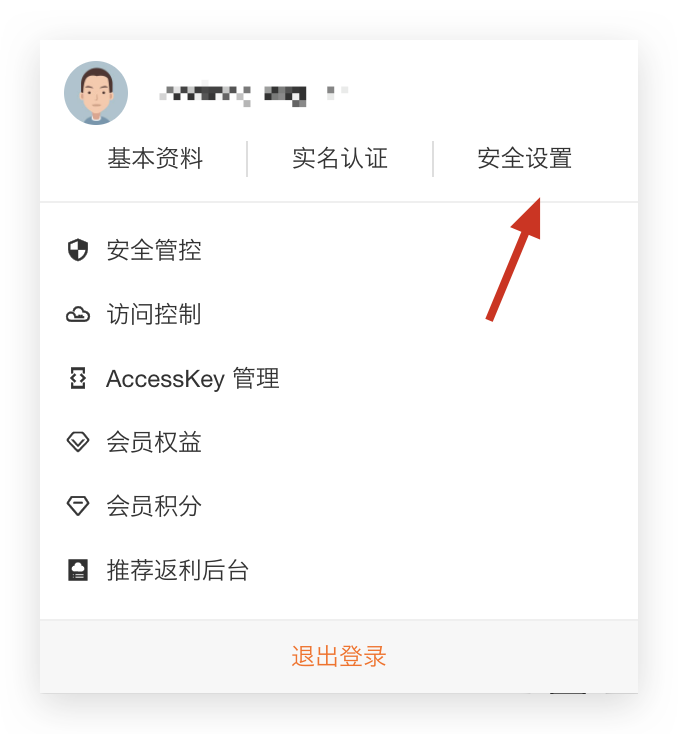 基本资料 实名认证 安全设置
安全管控
访问控制
AccessKey 管理
会员权益
会员积分
推荐返利后台
退出登录